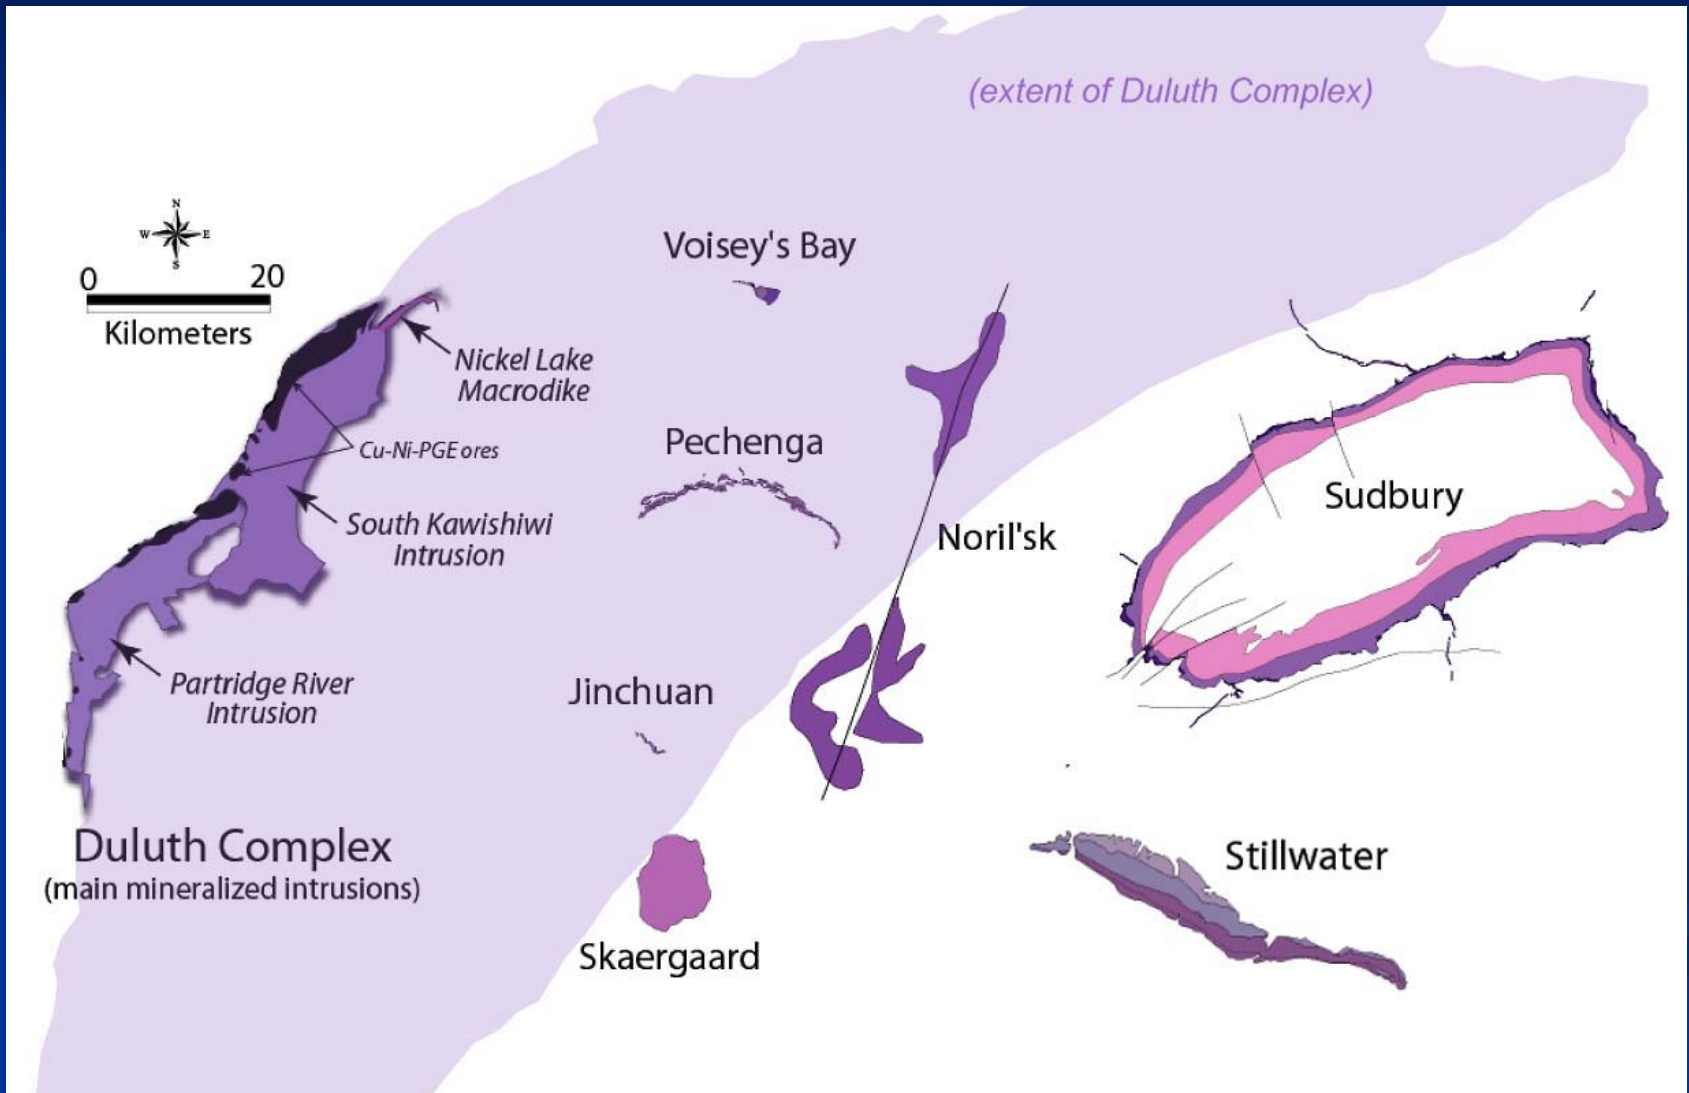 (extent of Duluth Complex)
N
W
E
S
0
20
Kilometers
Voisey's Bay
Nickel Lake
Macrodike
Cu-Ni-PGE ores
Pechenga
South Kawishiwi
Intrusion
Noril'sk
Sudbury
Partridge River
Intrusion
Jinchuan
Duluth Complex
(main mineralized intrusions)
Stillwater
Skaergaard